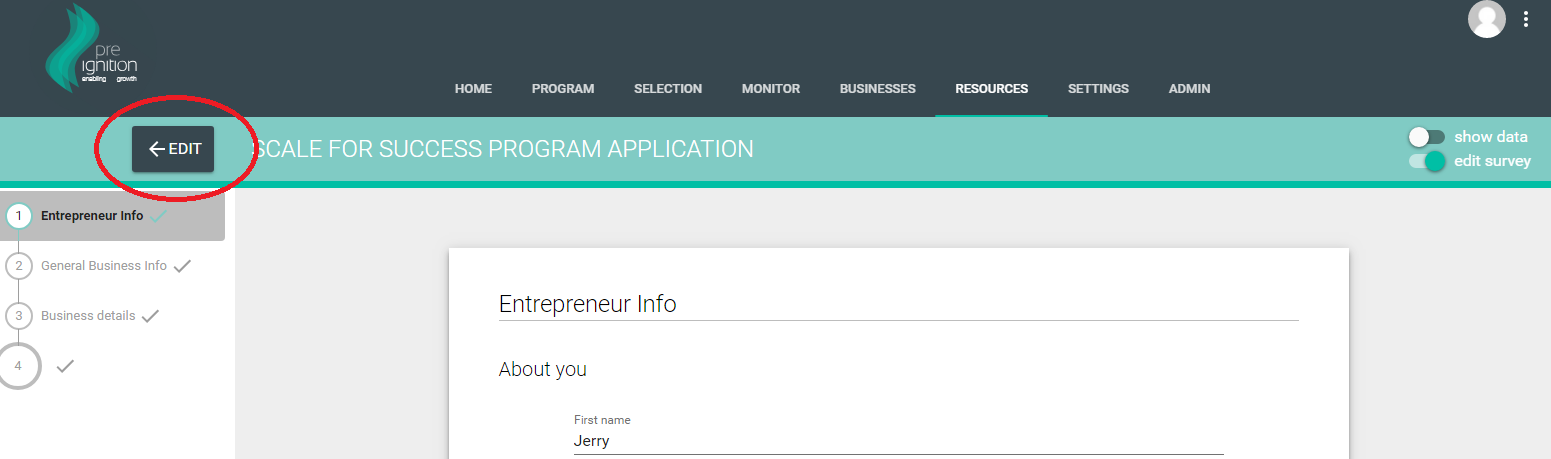 pre
ignition
enabling growth
HOME PROGRAM SELECTION MONITOR BUSINESSES RESOURCES SETTINGS ADMIN
EDIT
SCALE FOR SUCCESS PROGRAM APPLICATION
show data
edit survey
1 Entrepreneur Info
2 General Business Info
3 Business details
4
Entrepreneur Info
About you
First name
Jerry